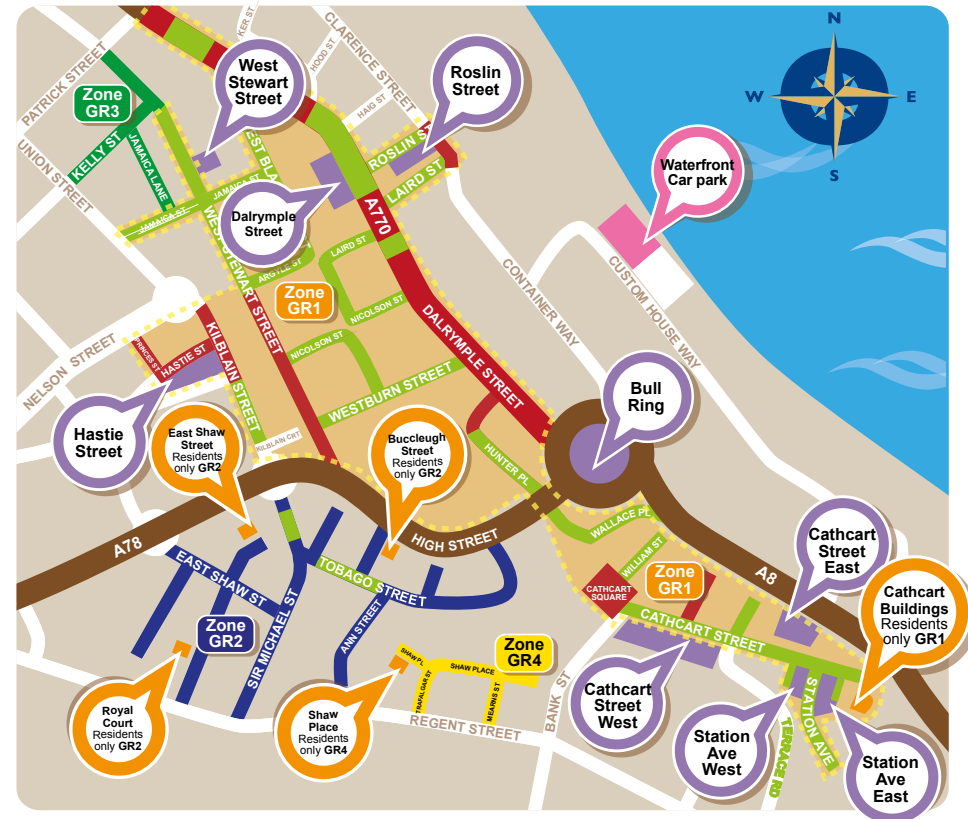 PATRICK STREET
KER ST
HOOD ST
CLARENCE STREET
N
W
E
S
West
Stewart
Street
Roslin
Street
Zone
GR3
HAIG ST
ROSLIN S
LAIRD ST
KELLY ST
JAMAICA LANE
UNION STREET
EST BLA
JAMAICA ST
JAMAICA ST
Waterfront
Car park
Dalrymple
Street
A770
WEST STEWART STREET
LAIRD ST
ARGYLE ST
Zone
GR1
NICOLSON ST
NICOLSON ST
CONTAINER WAY
CUSTOM HOUSE WAY
DALRYMPLE STREET
NELSON STREET
PRINCES ST
HASTIE ST
KILBLAIN STREET
WESTBURN STREET
Bull
Ring
Hastie
Street
East Shaw
Street
Residents
only GR2
KILBLAIN CRT
Buccleugh
Street
Residents
only GR2
HUNTER PL
WALLACE PL
A78
HIGH STREET
WILLIAM ST
A8
Cathcart
Street
East
EAST SHAW ST
TOBAGO STREET
CATHCART
SQUARE
Zone
GR1
CATHCART STREET
Cathcart
Buildings
Residents
only GR1
Zone
GR2
SIR MICHAEL ST
ANN STREET
Zone
GR4
SHAW PL
SHAW PLACE
TRAFALGAR ST
MEARNS ST
BANK ST
REGENT STREET
Royal
Court
Residents
only GR2
Shaw
Place
Residents
only GR4
Cathcart
Street
West
STATION AVE
TERRACE RD
Station
Ave
West
Station
Ave
East